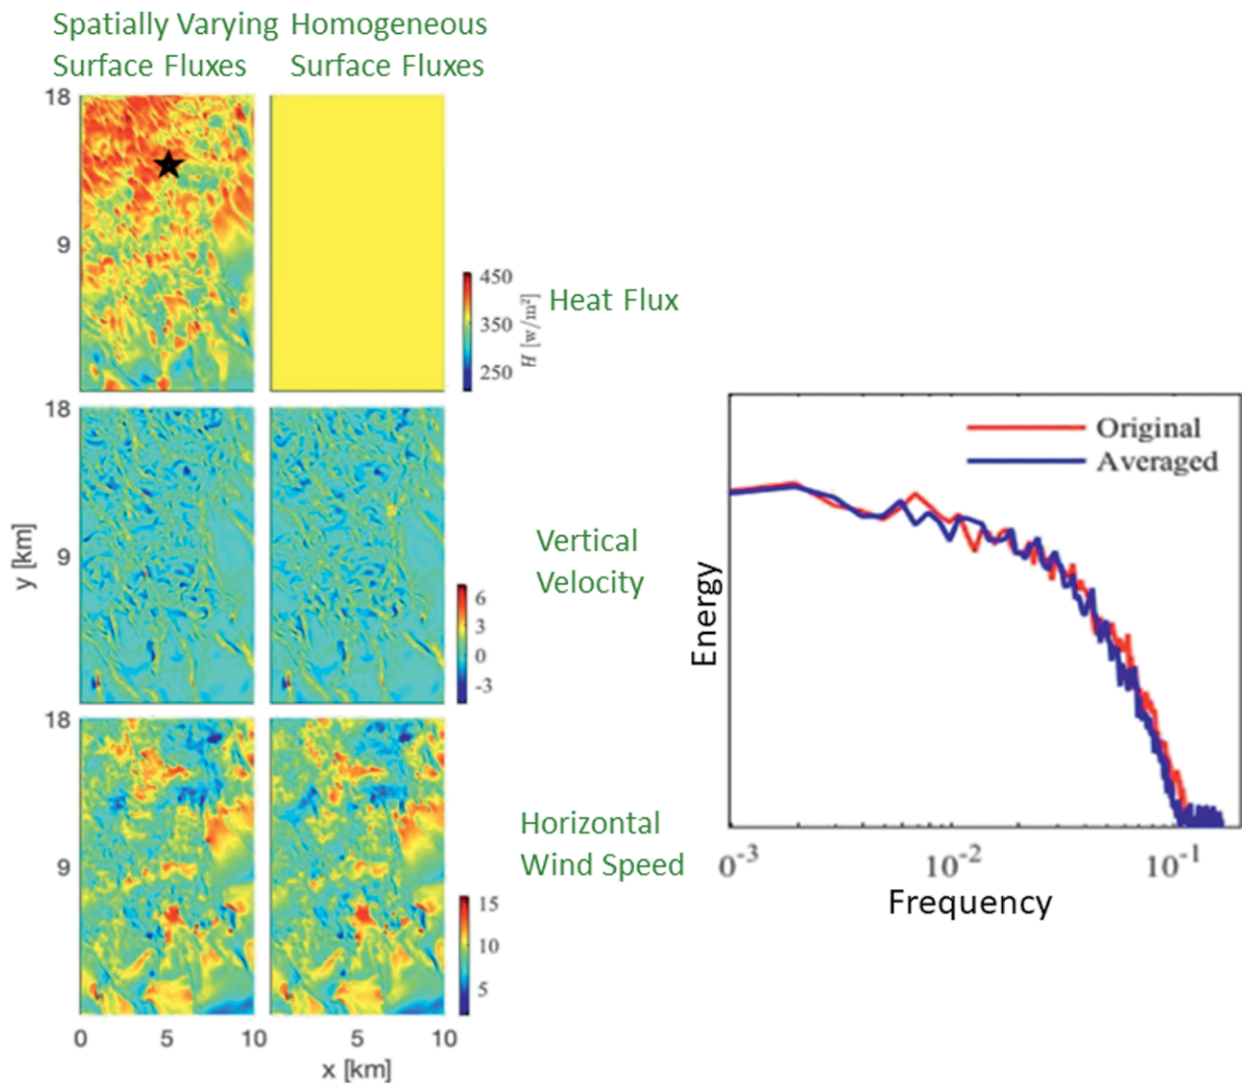 Spatially Varying Homogeneous
Surface Fluxes Surface Fluxes
18
9
450
350
250
H [w/m²]
Heat Flux
18
9
y [km]
6
3
0
-3
Vertical
Velocity
18
9
15
10
5
Horizontal
Wind Speed
0 5 10 5 10
x [km]
Original
Averaged
Energy
0⁻³ 10⁻² 10⁻¹
Frequency